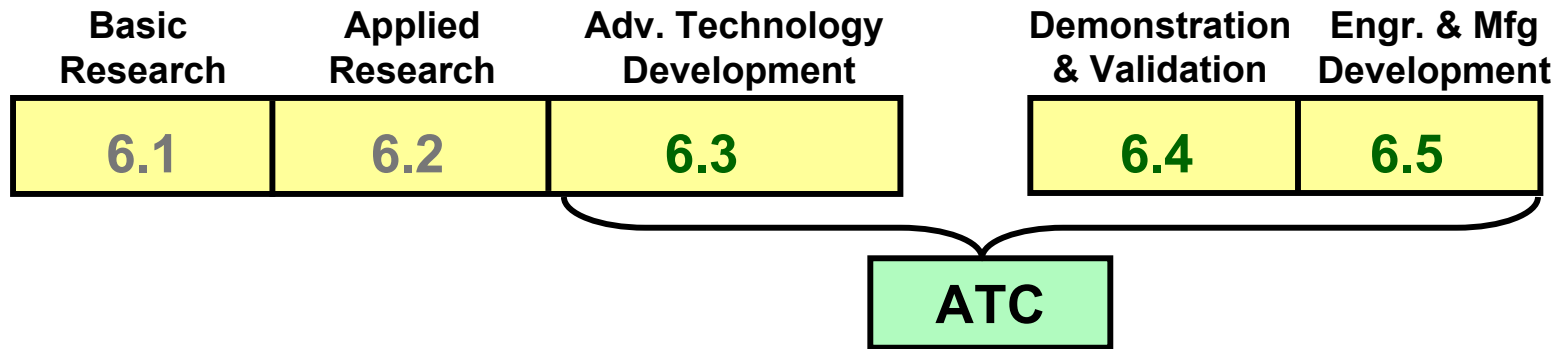 Basic
Research
Applied
Research
Adv. Technology
Development
Demonstration
& Validation
Engr. & Mfg
Development
6.1
6.2
6.3
6.4
6.5
ATC